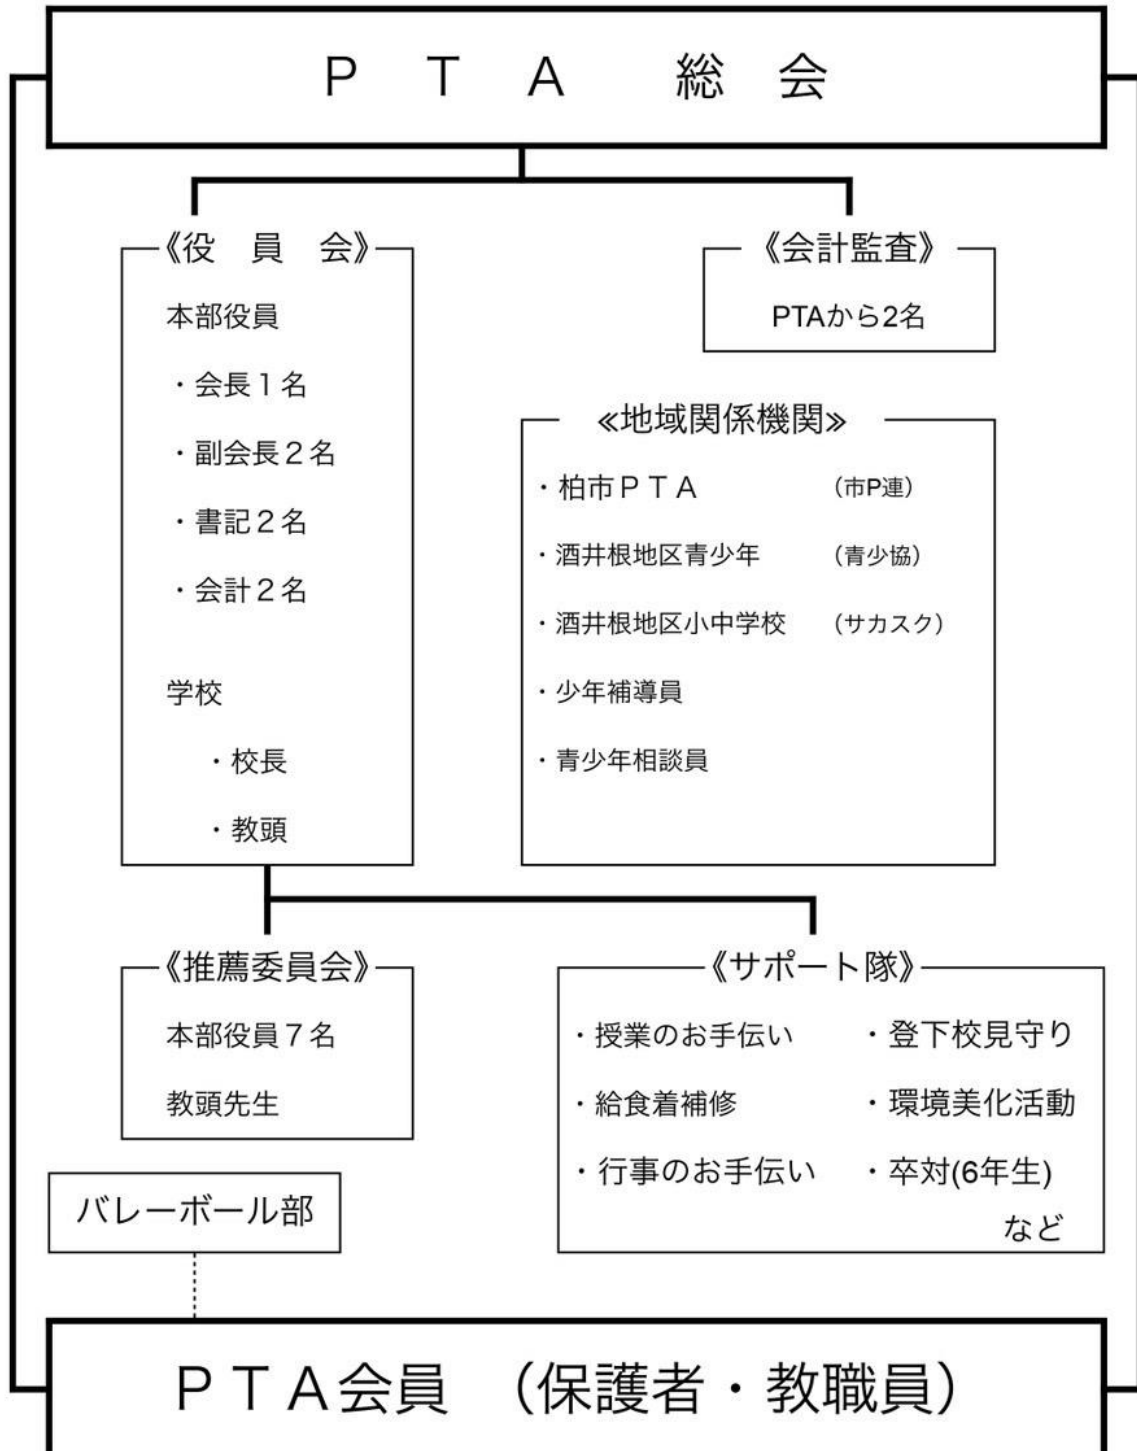 ＰＴＡ　総会
《役　員　会》
本部役員
・会長１名
・副会長２名
・書記２名
・会計２名
学校
・校長
・教頭
《会計監査》
PTAから2名
≪地域関係機関≫
・柏市ＰＴＡ　（市P連）
・酒井根地区青少年　（青少協）
・酒井根地区小中学校　（サカスク）
・少年補導員
・青少年相談員
《推薦委員会》
本部役員７名
教頭先生
《サポート隊》
・授業のお手伝い　・登下校見守り
・給食着補修　・環境美化活動
・行事のお手伝い　・卒対(6年生)
など
バレーボール部
ＰＴＡ会員　（保護者・教職員）